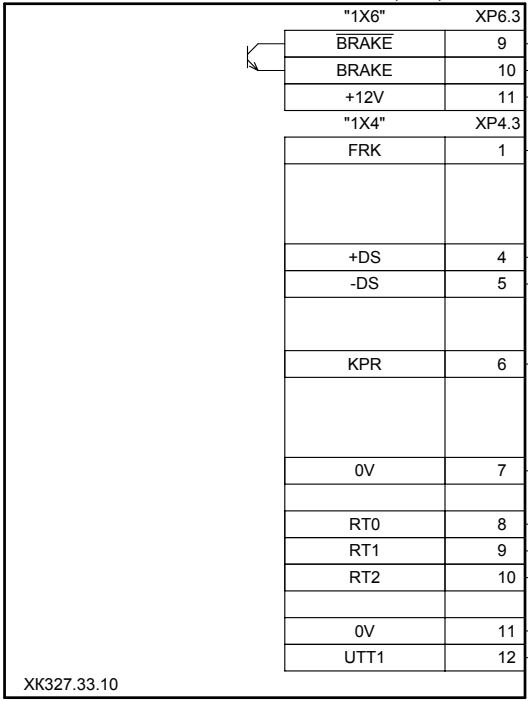 "1X6" XP6.3
BRAKE 9
BRAKE 10
+12V 11
"1X4" XP4.3
FRK 1
+DS 4
-DS 5
KPR 6
0V 7
RT0 8
RT1 9
RT2 10
0V 11
UTT1 12
XK327.33.10